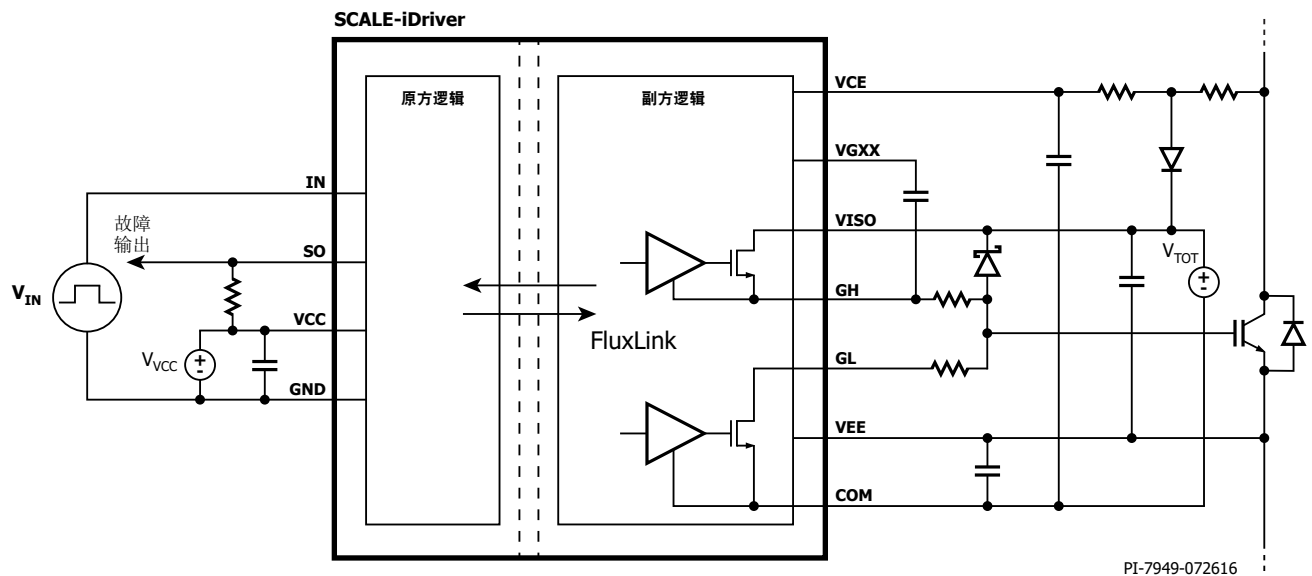 SCALE-iDriver
原方逻辑
副方逻辑
VCE
VGXX
IN
故障
输出
VISO
SO
V_TOT
V_IN
GH
VCC
FluxLink
V_VCC
GL
GND
VEE
COM
PI-7949-072616